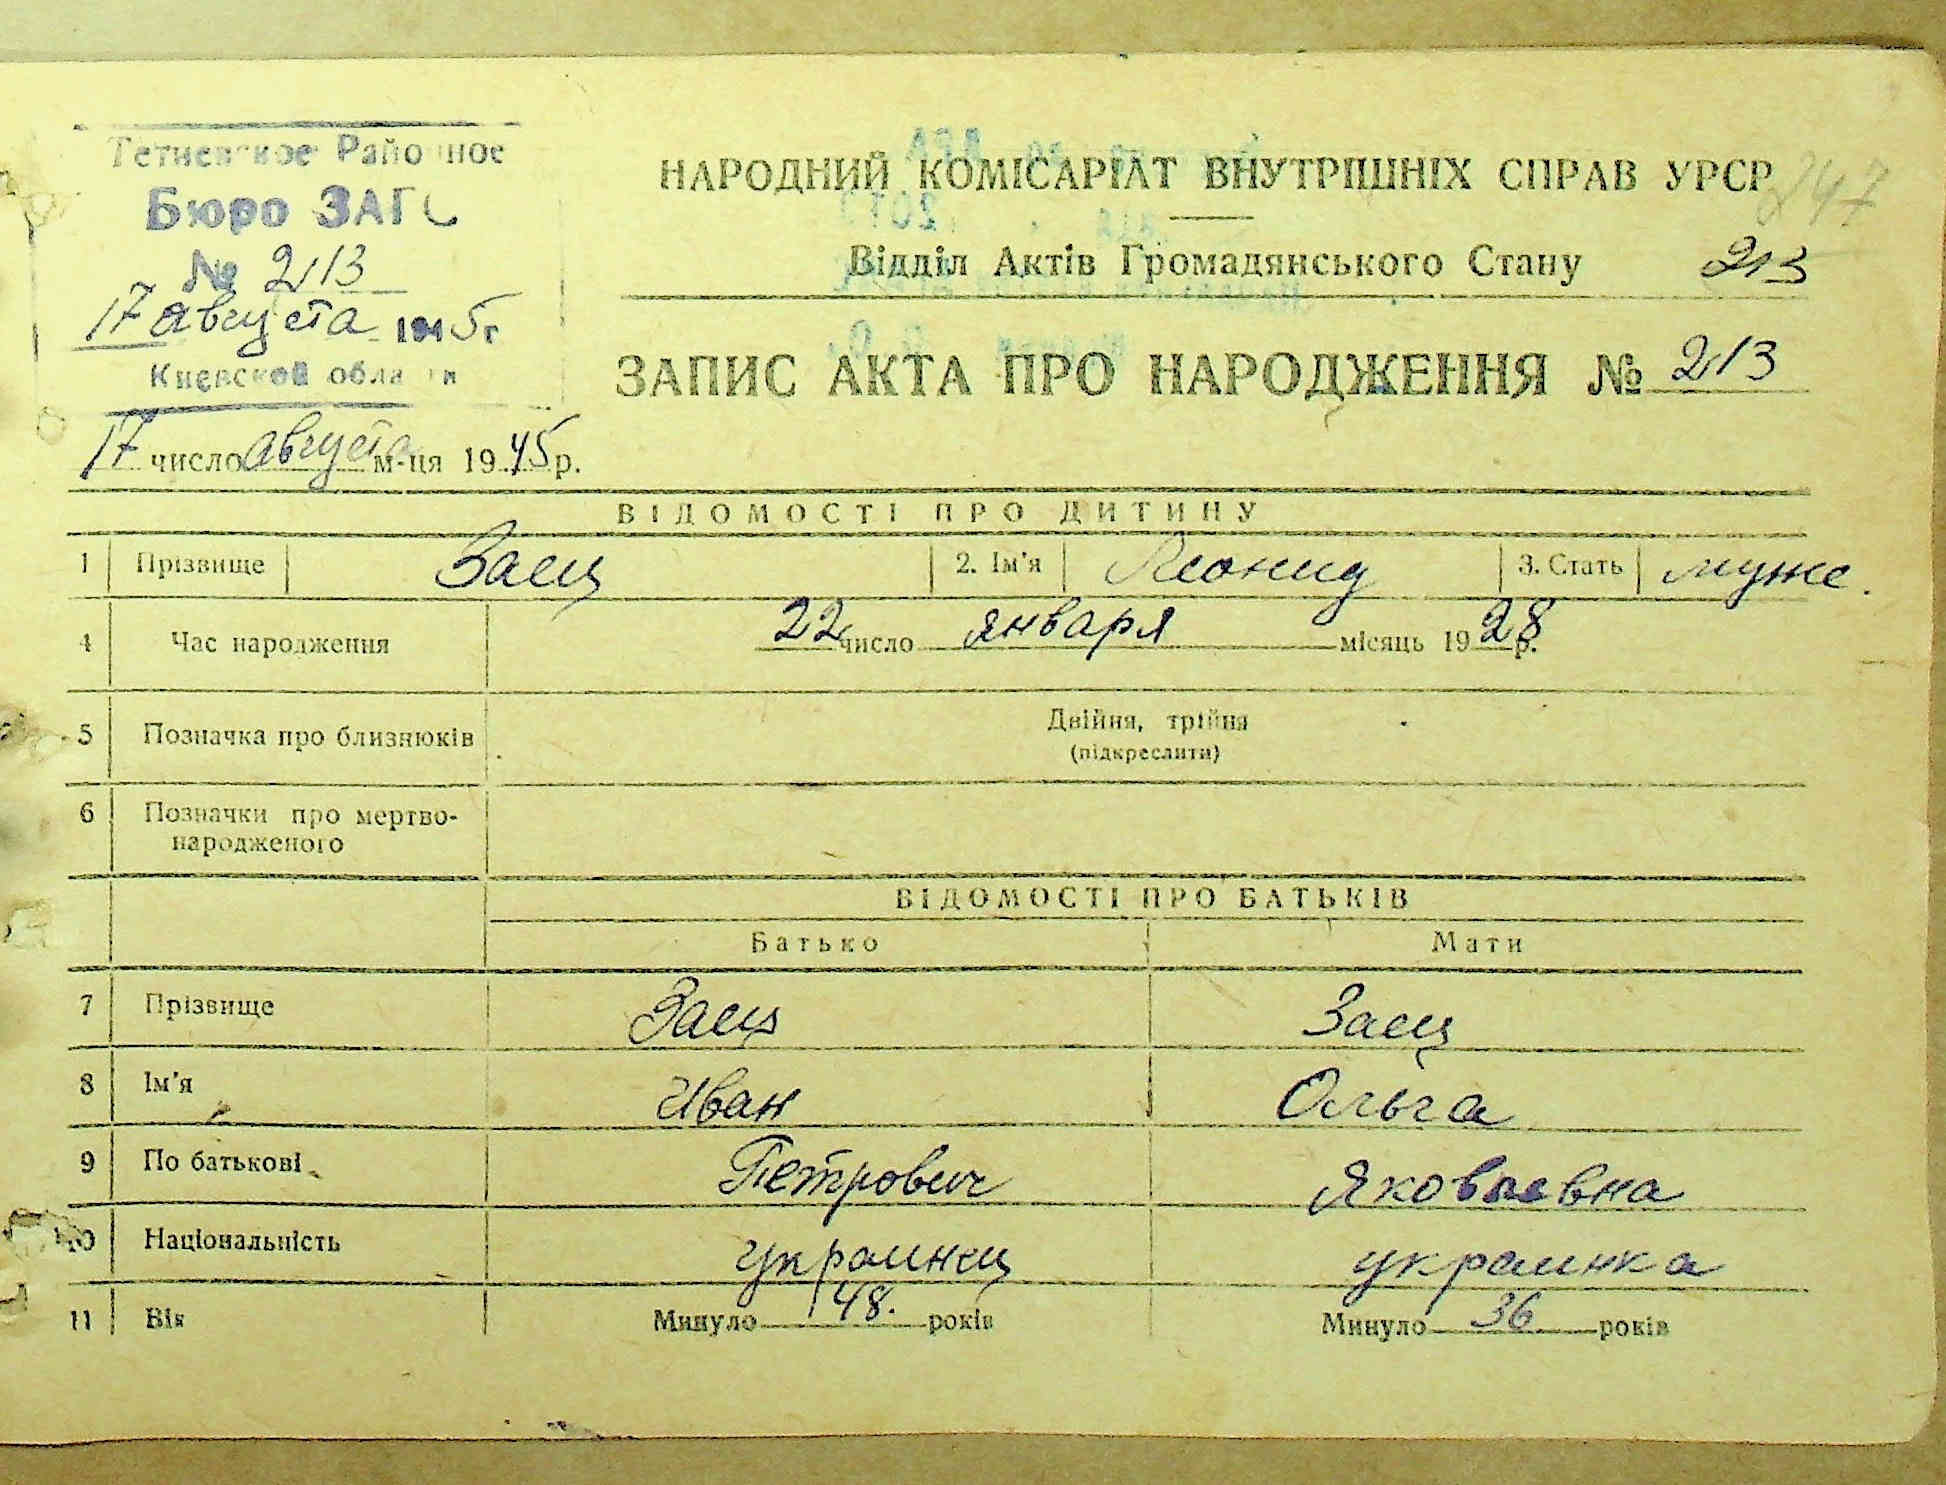 Тетиевское Районное
Бюро ЗАГС
№ 213
17 августа 1945 г
Киевской области
17 число августа м-ця 1945 р.
247
НАРОДНИЙ КОМІСАРІАТ ВНУТРІШНІХ СПРАВ УРСР
Відділ Актів Громадянського Стану 213
ЗАПИС АКТА ПРО НАРОДЖЕННЯ № 213
ВІДОМОСТІ ПРО ДИТИНУ
1 Прізвище Заец 2. Ім'я Леонид 3. Стать муже.
4 Час народження 22 число января місяць 1928 р.
5 Позначка про близнюків Двійня, трійня
(підкреслити)
6 Позначки про мертво-
народженого
ВІДОМОСТІ ПРО БАТЬКІВ
Батько Мати
7 Прізвище Заец Заец
8 Ім'я Иван Ольга
9 По батькові Петрович Яковлевна
10 Національність украинец украинка
11 Вік Минуло 48. років Минуло 36 років